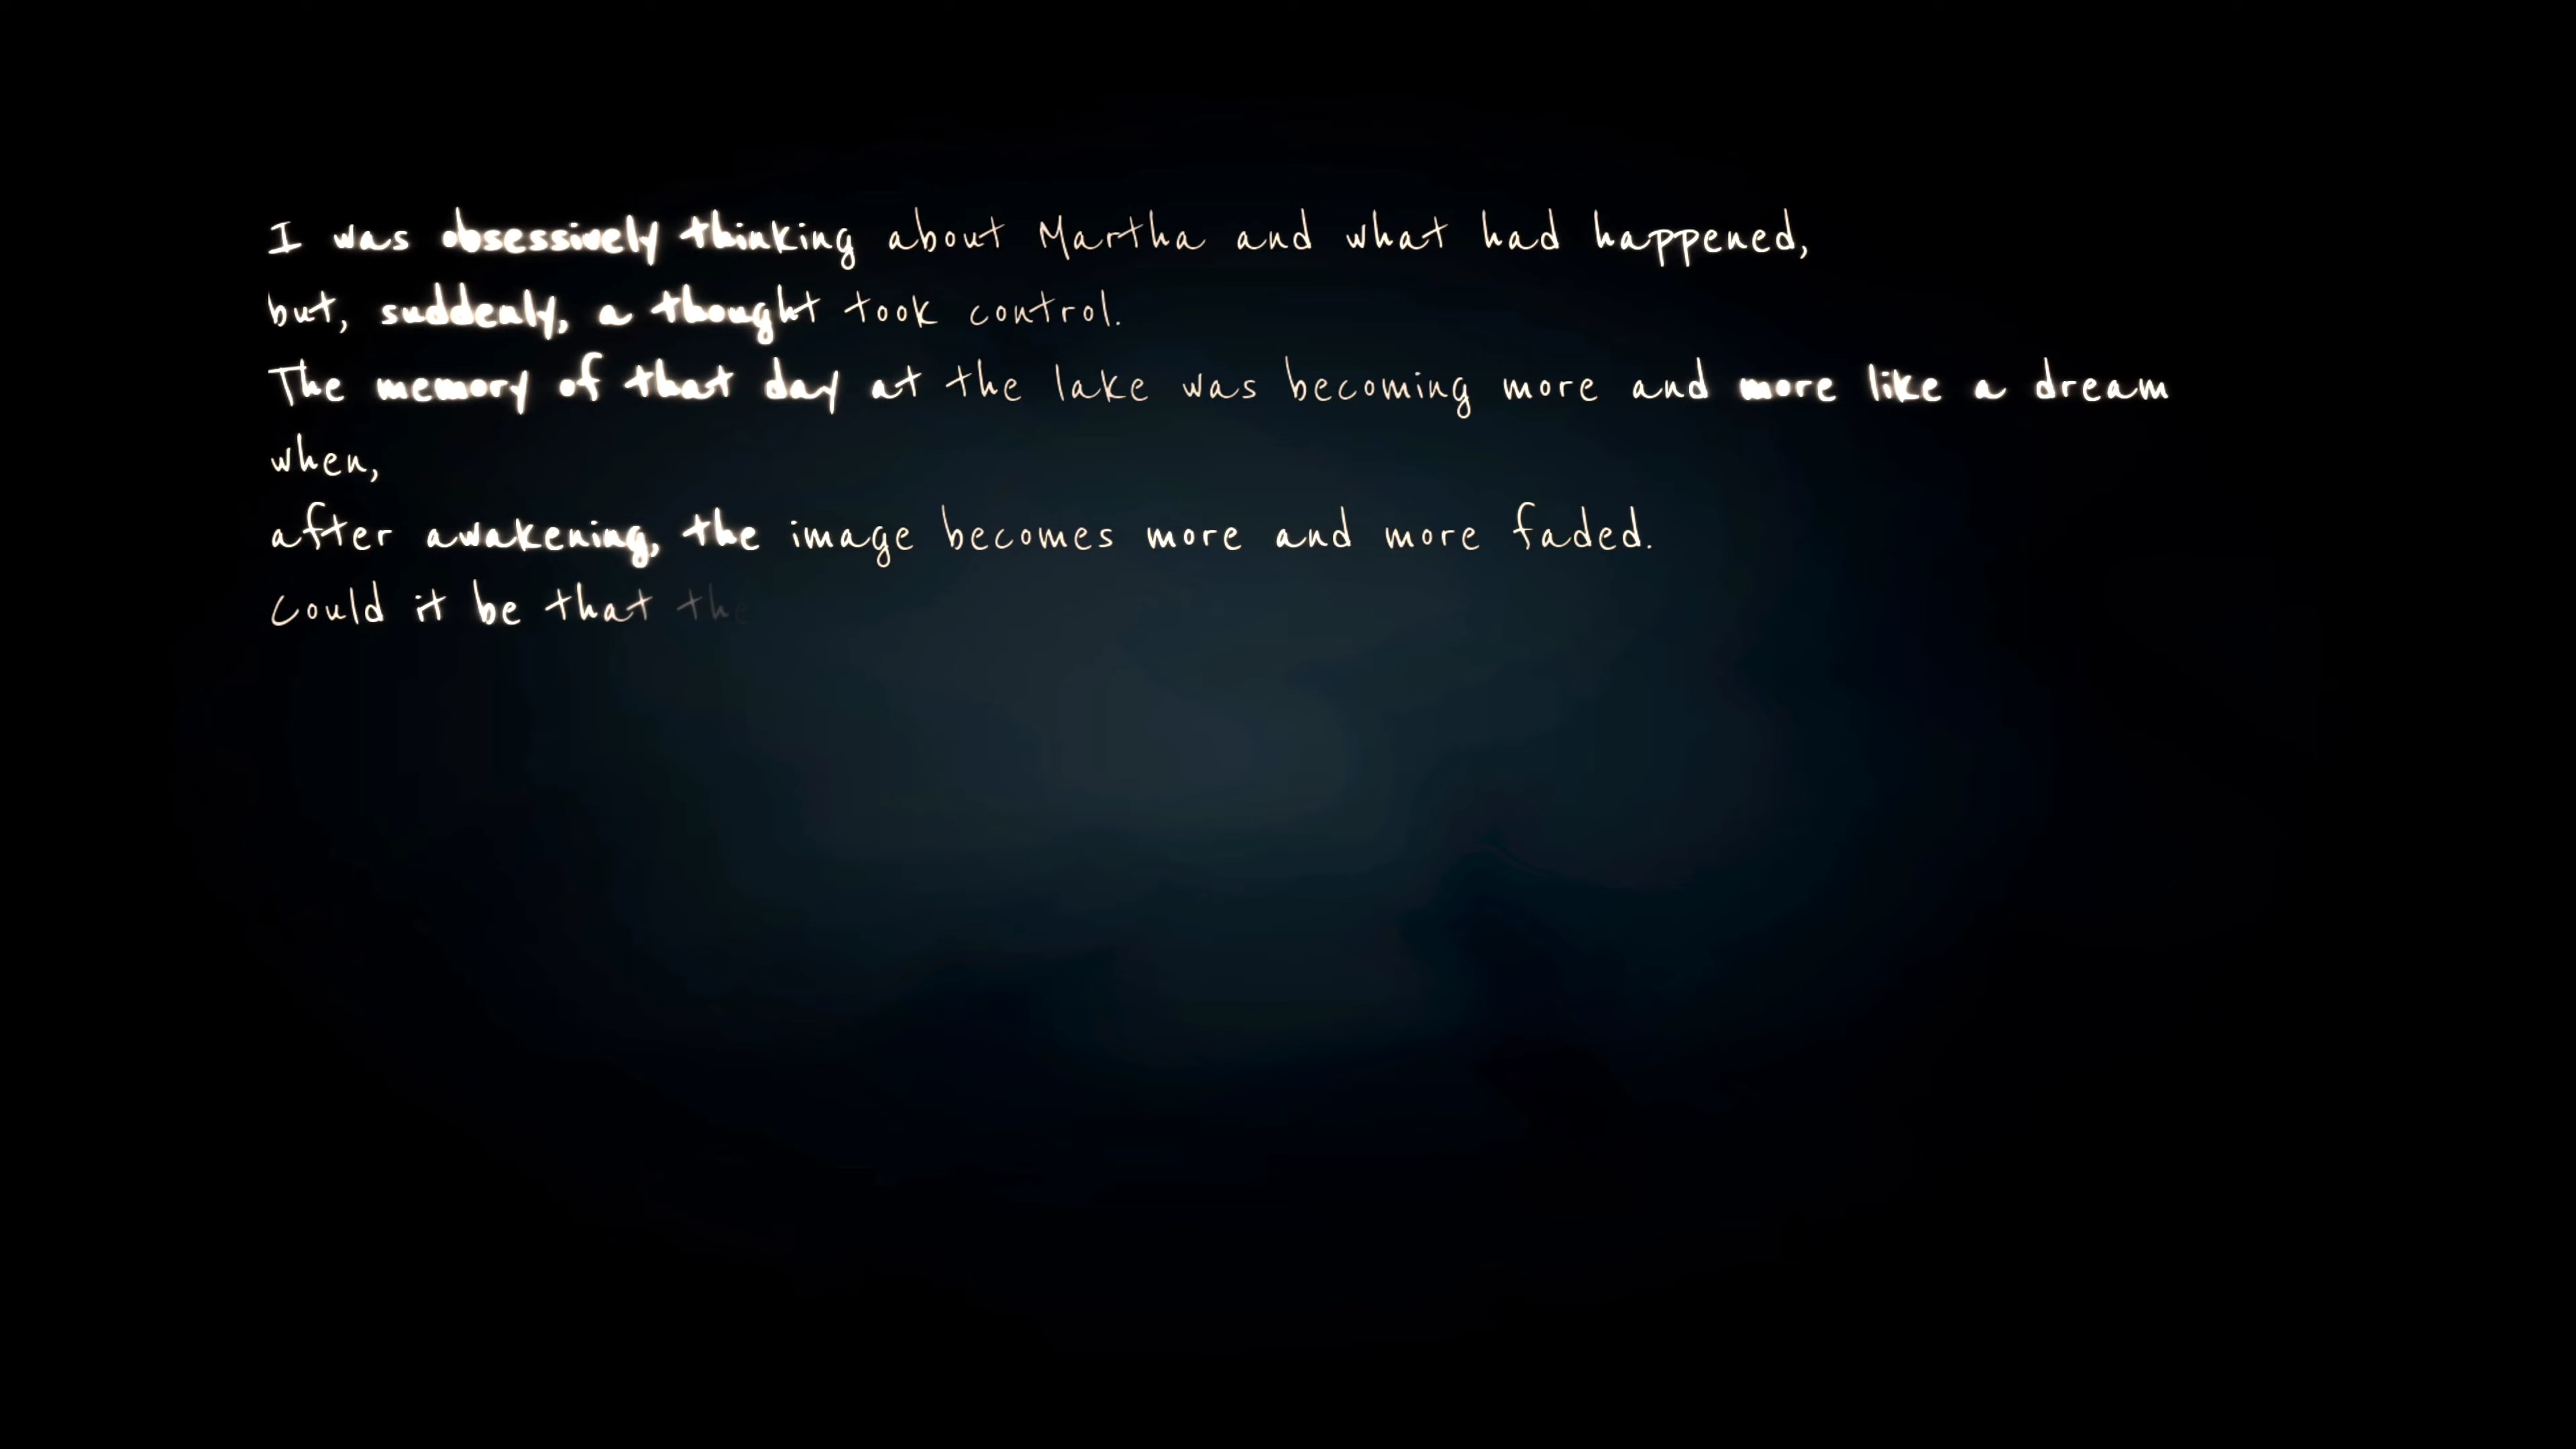 I was obsessively thinking about Martha and what had happened,
but, suddenly, a thought took control.
The memory of that day at the lake was becoming more and more like a dream
when,
after awakening, the image becomes more and more faded.
Could it be that the